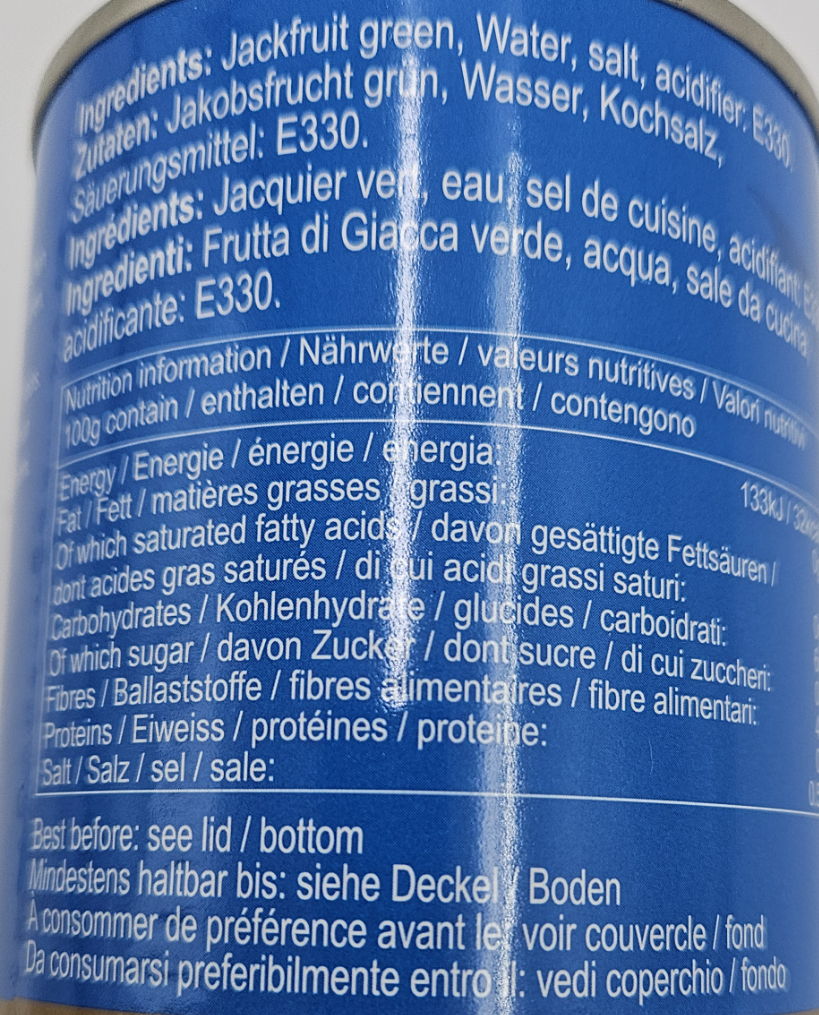 Ingredients: Jackfruit green, Water, salt, acidifier: E330.
Zutaten: Jakobsfrucht grün, Wasser, Kochsalz,
Säuerungsmittel: E330.
Ingrédients: Jacquier vert, eau, sel de cuisine, acidifiant:
Ingredienti: Frutta di Giacca verde, acqua, sale da cucina,
acidificante: E330.
Nutrition information / Nährwerte / valeurs nutritives / Valori nutritivi
100g contain / enthalten / contiennent / contengono
Energy / Energie / énergie / energia: 133kJ /
Fat / Fett / matières grasses / grassi:
Of which saturated fatty acids / davon gesättigte Fettsäuren /
dont acides gras saturés / di cui acidi grassi saturi:
Carbohydrates / Kohlenhydrate / glucides / carboidrati:
Of which sugar / davon Zucker / dont sucre / di cui zuccheri:
Fibres / Ballaststoffe / fibres alimentaires / fibre alimentari:
Proteins / Eiweiss / protéines / proteine:
Salt / Salz / sel / sale:
Best before: see lid / bottom
Mindestens haltbar bis: siehe Deckel / Boden
À consommer de préférence avant le: voir couvercle / fond
Da consumarsi preferibilmente entro il: vedi coperchio / fondo